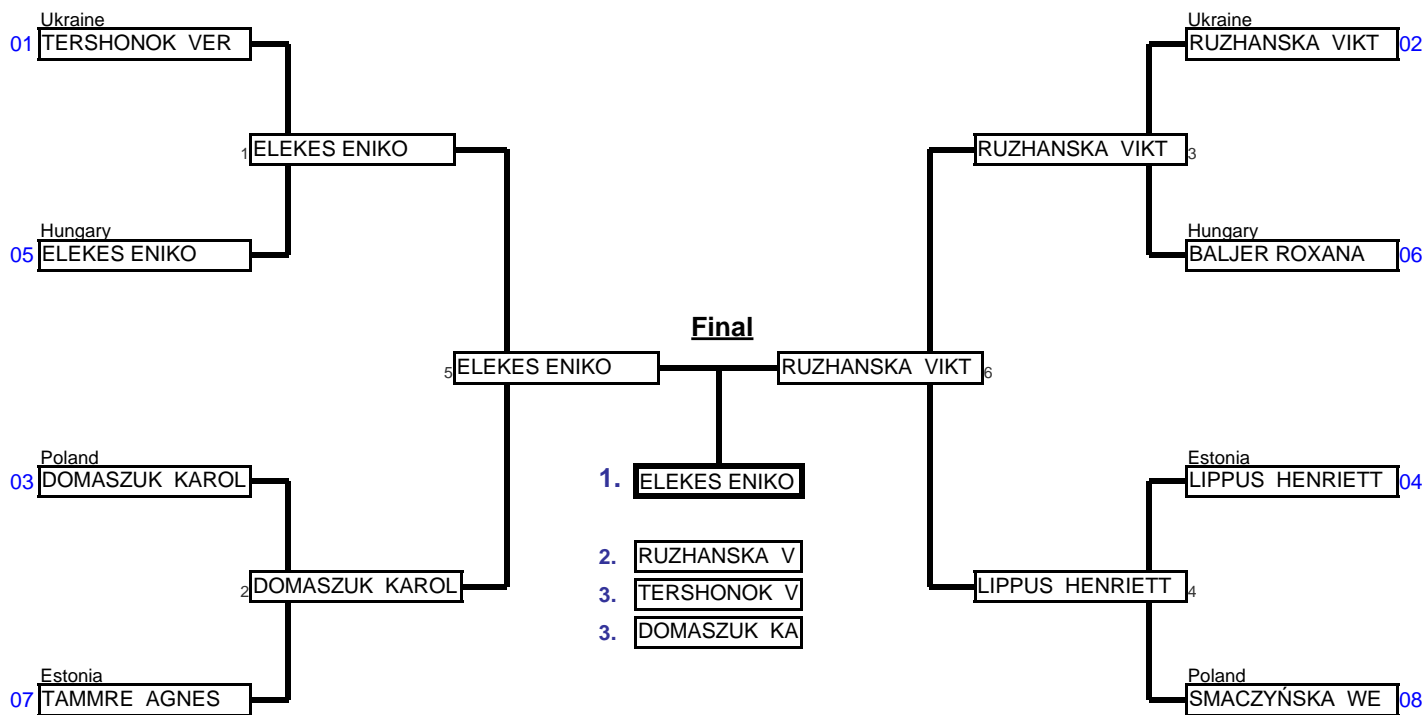 Ukraine
01 TERSHONOK VER
Ukraine
RUZHANSKA VIKT 02
1 ELEKES ENIKO
RUZHANSKA VIKT 3
Hungary
05 ELEKES ENIKO
Hungary
BALJER ROXANA 06
Final
5 ELEKES ENIKO
RUZHANSKA VIKT 6
Poland
03 DOMASZUK KAROL
1. ELEKES ENIKO
Estonia
LIPPUS HENRIETT 04
2. RUZHANSKA V
2 DOMASZUK KAROL
3. TERSHONOK V
LIPPUS HENRIETT 4
3. DOMASZUK KA
Estonia
07 TAMMRE AGNES
Poland
SMACZYŃSKA WE 08